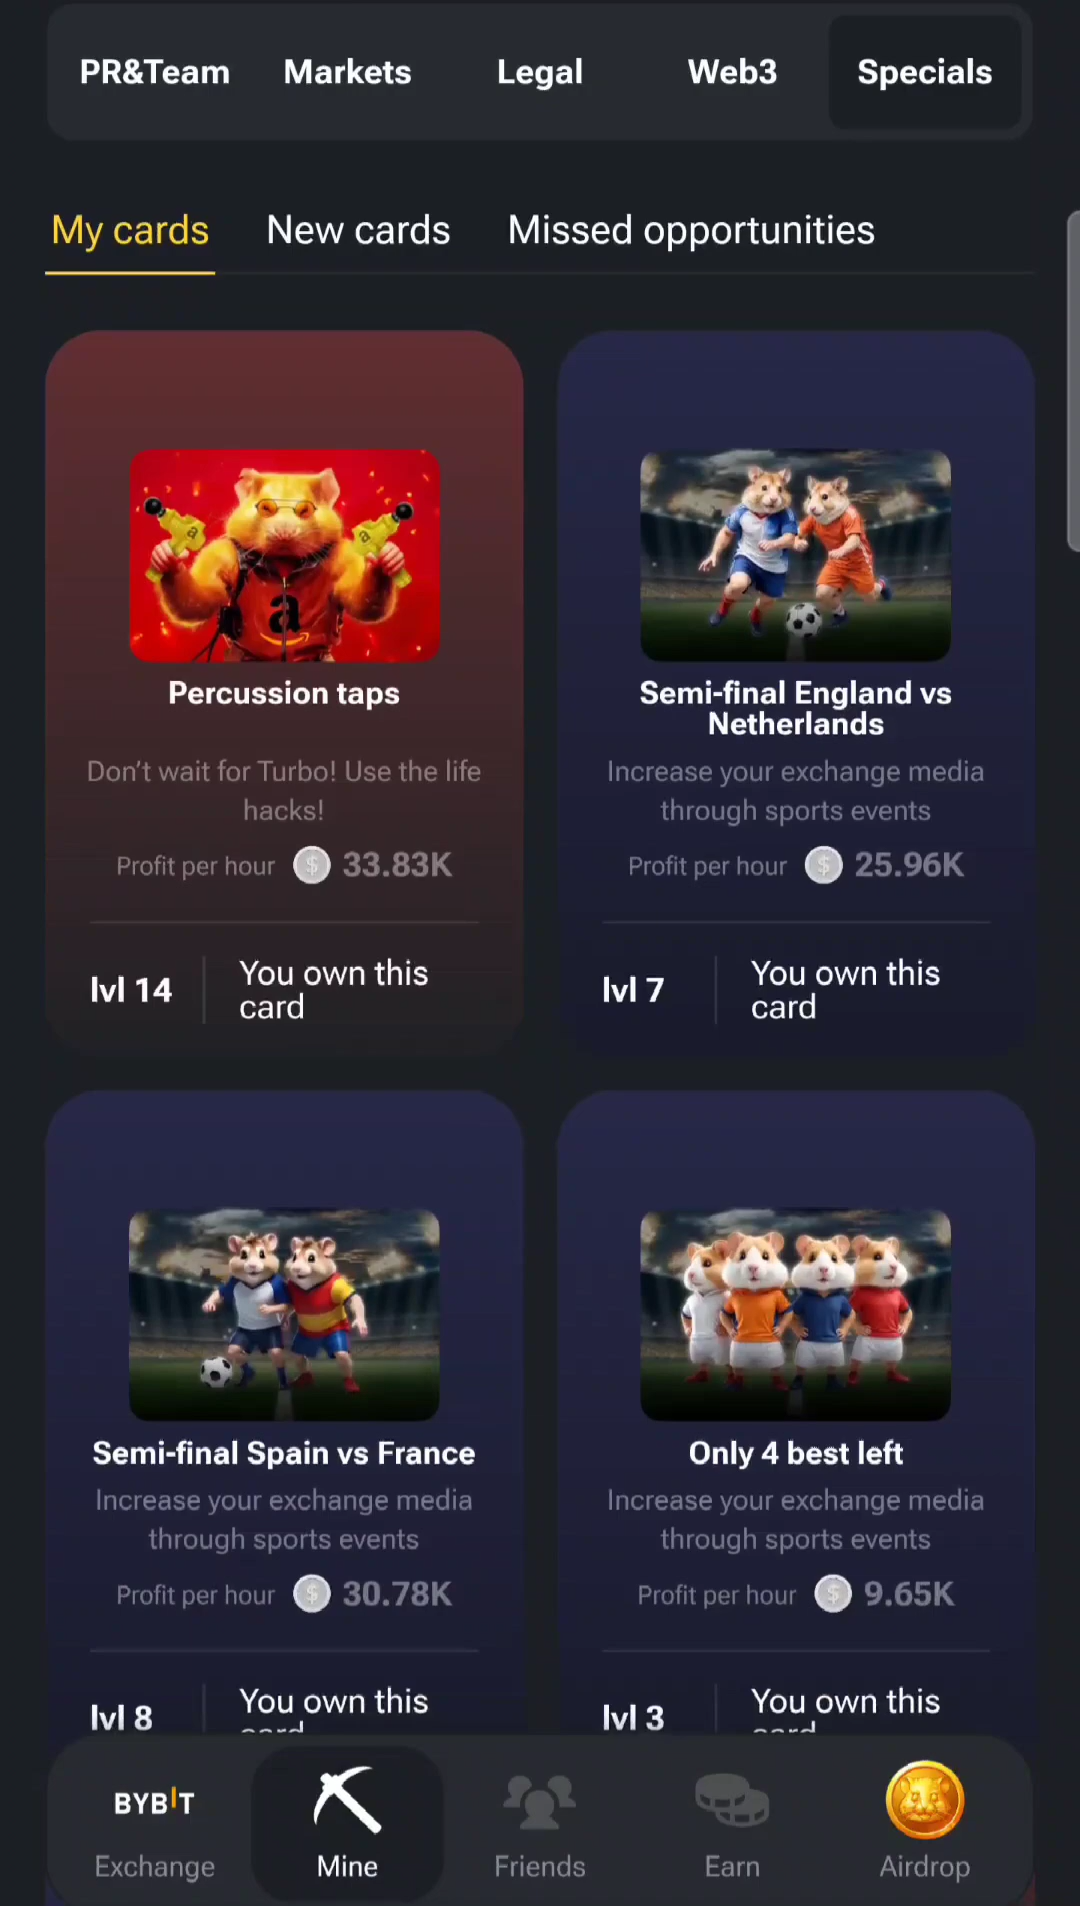 PR&Team Markets Legal Web3 Specials
My cards New cards Missed opportunities
a a
a
Percussion taps
Don't wait for Turbo! Use the life
hacks!
Profit per hour $ 33.83K
lvl 14 You own this
card
Semi-final England vs
Netherlands
Increase your exchange media
through sports events
Profit per hour $ 25.96K
lvl 7 You own this
card
Semi-final Spain vs France
Increase your exchange media
through sports events
Profit per hour $ 30.78K
lvl 8 You own this
card
Only 4 best left
Increase your exchange media
through sports events
Profit per hour $ 9.65K
lvl 3 You own this
card
BYBIT
Exchange Mine Friends Earn Airdrop